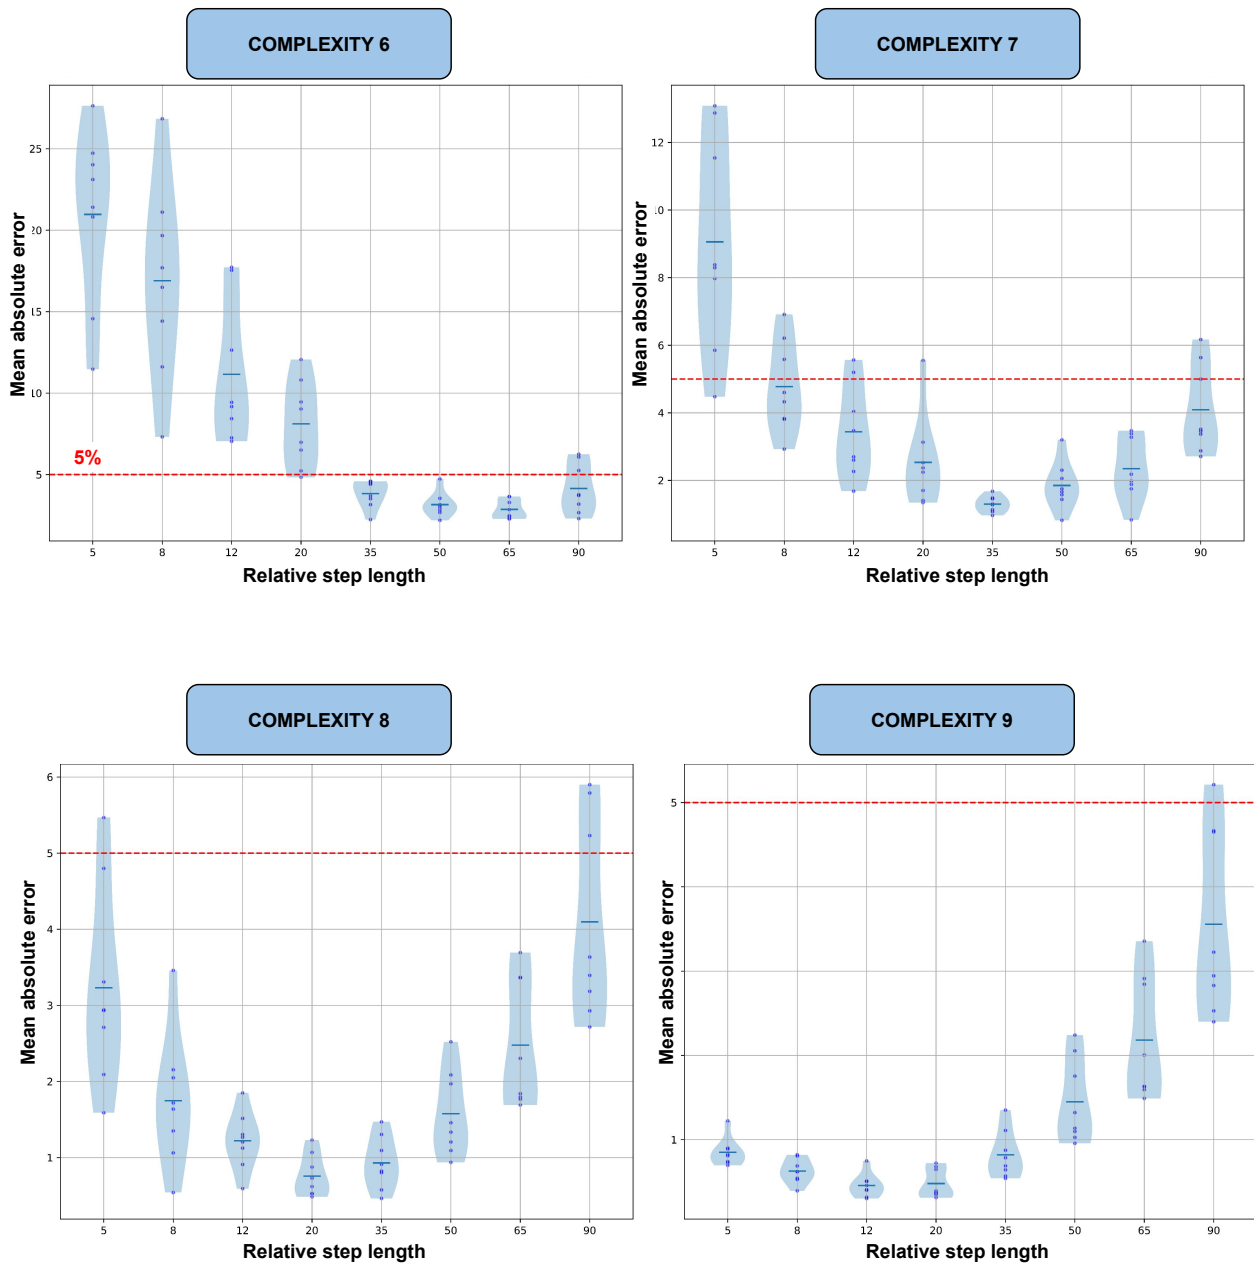 COMPLEXITY 6
COMPLEXITY 7
Mean absolute error
25
20
15
10
5
5%
5 8 12 20 35 50 65 90
Relative step length
Mean absolute error
12
10
8
6
4
2
5 8 12 20 35 50 65 90
Relative step length
COMPLEXITY 8
COMPLEXITY 9
Mean absolute error
6
5
4
3
2
1
5 8 12 20 35 50 65 90
Relative step length
Mean absolute error
5
1
5 8 12 20 35 50 65 90
Relative step length